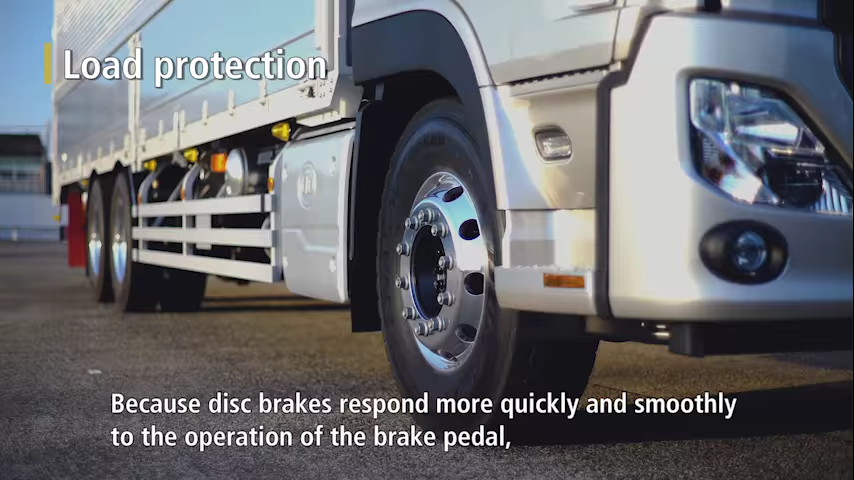 Load protection
Because disc brakes respond more quickly and smoothly
to the operation of the brake pedal,